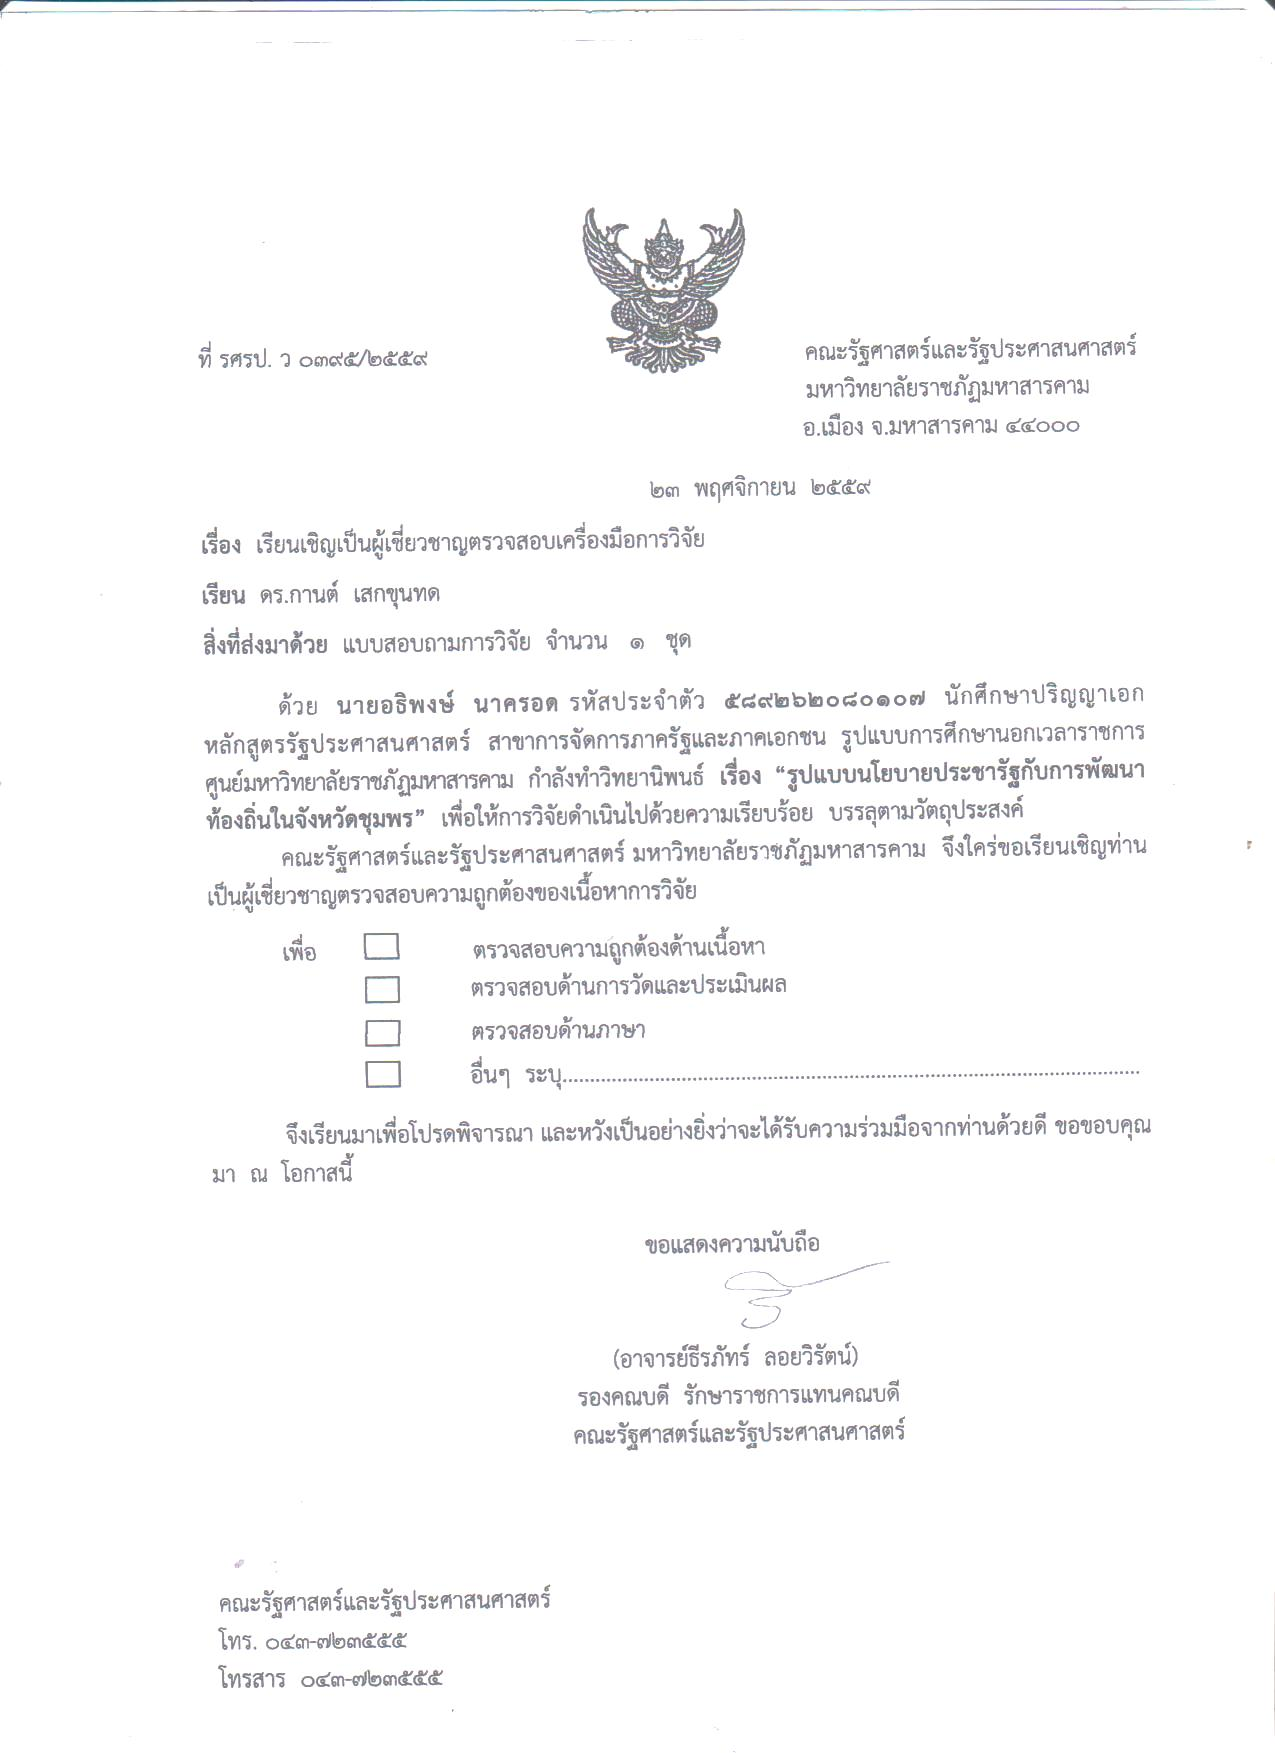 ที่ รศรป. ว ๐๓๙๕/๒๕๕๙
คณะรัฐศาสตร์และรัฐประศาสนศาสตร์
มหาวิทยาลัยราชภัฏมหาสารคาม
อ.เมือง จ.มหาสารคาม ๔๔๐๐๐
๒๓ พฤศจิกายน ๒๕๕๙
เรื่อง เรียนเชิญเป็นผู้เชี่ยวชาญตรวจสอบเครื่องมือการวิจัย
เรียน ดร.กานต์ เสกขุนทด
สิ่งที่ส่งมาด้วย แบบสอบถามการวิจัย จำนวน ๑ ชุด
ด้วย นายอธิพงษ์ นาครอด รหัสประจำตัว ๕๘๙๒๖๒๐๘๐๑๐๗ นักศึกษาปริญญาเอก
หลักสูตรรัฐประศาสนศาสตร์ สาขาการจัดการภาครัฐและภาคเอกชน รูปแบบการศึกษานอกเวลาราชการ
ศูนย์มหาวิทยาลัยราชภัฏมหาสารคาม กำลังทำวิทยานิพนธ์ เรื่อง “รูปแบบนโยบายประชารัฐกับการพัฒนา
ท้องถิ่นในจังหวัดชุมพร” เพื่อให้การวิจัยดำเนินไปด้วยความเรียบร้อย บรรลุตามวัตถุประสงค์
คณะรัฐศาสตร์และรัฐประศาสนศาสตร์ มหาวิทยาลัยราชภัฏมหาสารคาม จึงใคร่ขอเรียนเชิญท่าน
เป็นผู้เชี่ยวชาญตรวจสอบความถูกต้องของเนื้อหาการวิจัย
เพื่อ ตรวจสอบความถูกต้องด้านเนื้อหา
ตรวจสอบด้านการวัดและประเมินผล
ตรวจสอบด้านภาษา
อื่นๆ ระบุ..........................................................................................................
จึงเรียนมาเพื่อโปรดพิจารณา และหวังเป็นอย่างยิ่งว่าจะได้รับความร่วมมือจากท่านด้วยดี ขอขอบคุณ
มา ณ โอกาสนี้
ขอแสดงความนับถือ
(อาจารย์ธีรภัทร์ ลอยวิรัตน์)
รองคณบดี รักษาราชการแทนคณบดี
คณะรัฐศาสตร์และรัฐประศาสนศาสตร์
คณะรัฐศาสตร์และรัฐประศาสนศาสตร์
โทร. ๐๔๓-๗๒๓๕๕๕
โทรสาร ๐๔๓-๗๒๓๕๕๕